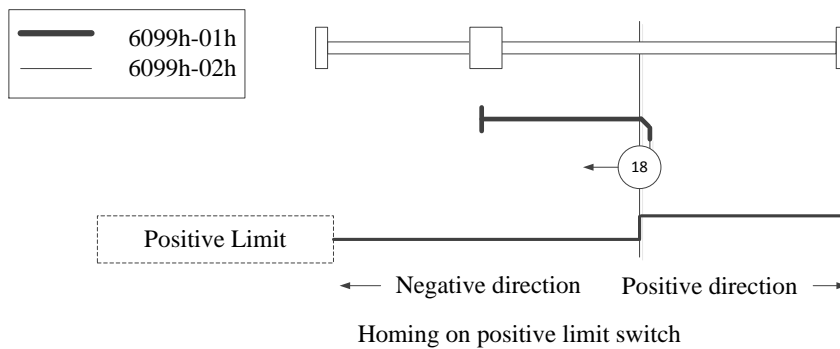 6099h-01h
6099h-02h
18
Positive Limit
Negative direction
Positive direction
Homing on positive limit switch